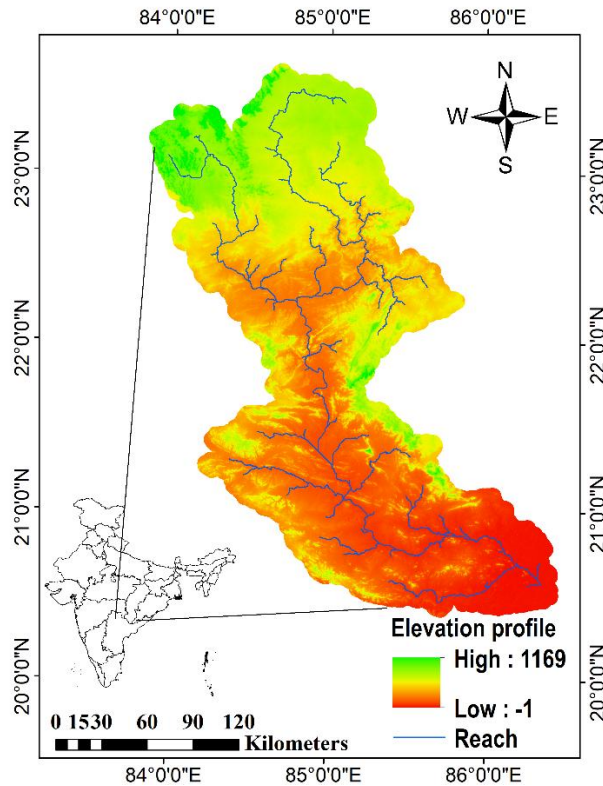 84°0'0"E 85°0'0"E 86°0'0"E
N
W E
S
23°0'0"N 23°0'0"N
22°0'0"N 22°0'0"N
21°0'0"N 21°0'0"N
20°0'0"N 20°0'0"N
Elevation profile
High : 1169
Low : -1
Reach
0 15 30 60 90 120
Kilometers
84°0'0"E 85°0'0"E 86°0'0"E